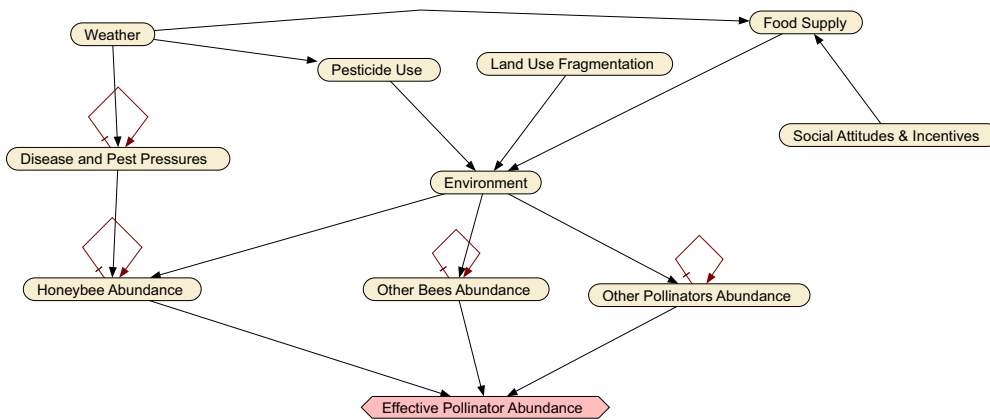 Weather
Food Supply
Pesticide Use
Land Use Fragmentation
Social Attitudes & Incentives
Disease and Pest Pressures
Environment
Honeybee Abundance
Other Bees Abundance
Other Pollinators Abundance
Effective Pollinator Abundance